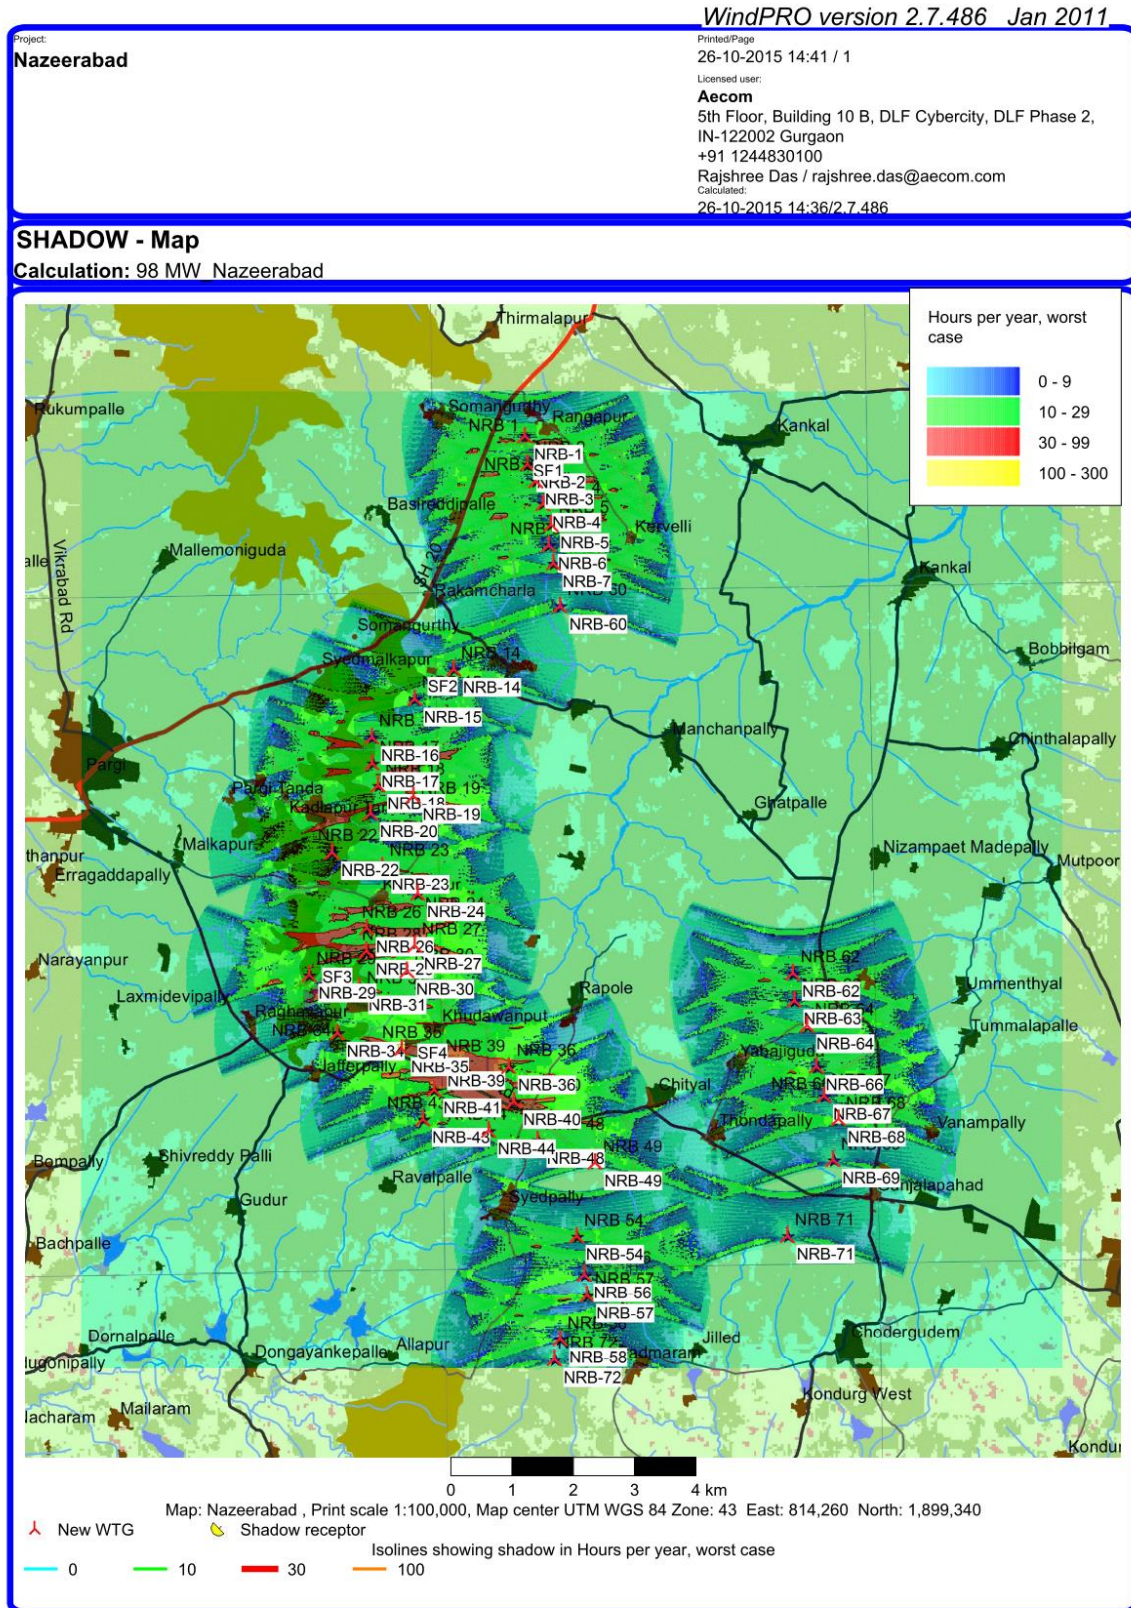 WindPRO version 2.7.486 Jan 2011
Project:
Nazeerabad
Printed/Page
26-10-2015 14:41 / 1
Licensed user:
Aecom
5th Floor, Building 10 B, DLF Cybercity, DLF Phase 2,
IN-122002 Gurgaon
+91 1244830100
Rajshree Das / rajshree.das@aecom.com
Calculated:
26-10-2015 14:36/2.7.486
SHADOW - Map
Calculation: 98 MW_Nazeerabad
Hours per year, worst
case
0 - 9
10 - 29
30 - 99
100 - 300
Thirmalapur
Rukumpalle
Somangurthy
Rangapur
NRB 1
Kankal
NRB-1
SF1
NRB-2
NRB-3
Basireddipalle
NRB-4
Kervelli
NRB-5
Mallemoniguda
NRB-6
Kankal
NRB-7
SH 20
Vikrabad Rd
Rakamcharla
NRB-60
Somangurthy
Syedmalkapur
NRB 14
Bobbilgam
SF2
NRB-14
NRB-15
Manchanpally
Chinthalapally
NRB-16
Pargi
NRB-17
Pargi Tanda
NRB-18
NRB 19
NRB-19
Ghatpalle
NRB-20
NRB 22
Malkapur
NRB 23
Nizampaet Madepally
Mutpoor
Erragaddapally
NRB-22
NRB-23
NRB-24
NRB 26
NRB 27
NRB-26
NRB-27
Narayanpur
SF3
NRB 62
NRB-29
NRB-30
NRB-62
Rapole
Ummenthyal
Laxmidevipally
NRB-31
Raghavapur
Khudawanput
NRB-63
Tummalapalle
NRB 35
NRB-64
NRB-34
SF4
NRB 39
NRB 36
NRB-35
Jafferpally
NRB-39
NRB-36
NRB-66
Chityal
NRB-41
NRB-40
NRB-67
Thondapally
Vanampally
NRB-43
NRB-44
NRB-68
NRB-48
NRB 49
Shivreddy Palli
Bompally
Ravalpalle
NRB-49
NRB-69
Gudur
Syedpally
NRB 54
NRB 71
Bachpalle
NRB-54
NRB-71
NRB 57
NRB-56
NRB-57
Dornalpalle
Allapur
Jilled
Chodergudem
Dongayankepalle
NRB-58
NRB-72
Mailaram
Kondurg West
0 1 2 3 4 km
Map: Nazeerabad , Print scale 1:100,000, Map center UTM WGS 84 Zone: 43 East: 814,260 North: 1,899,340
New WTG
Shadow receptor
Isolines showing shadow in Hours per year, worst case
0 10 30 100